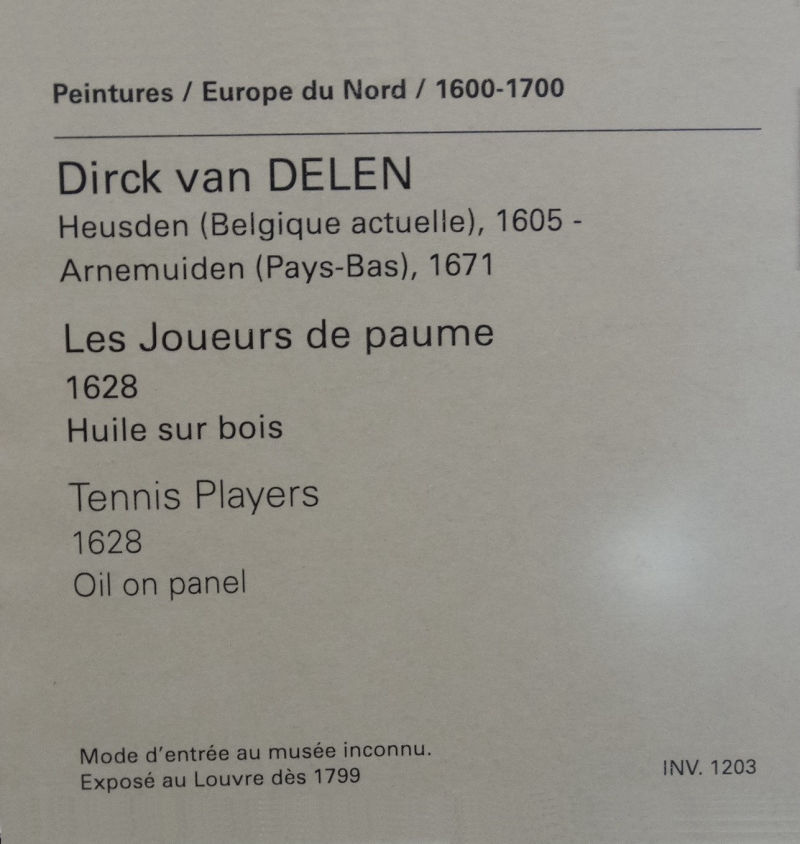 Peintures / Europe du Nord / 1600-1700
Dirck van DELEN
Heusden (Belgique actuelle), 1605 -
Arnemuiden (Pays-Bas), 1671
Les Joueurs de paume
1628
Huile sur bois
Tennis Players
1628
Oil on panel
Mode d'entrée au musée inconnu.
Exposé au Louvre dès 1799
INV. 1203